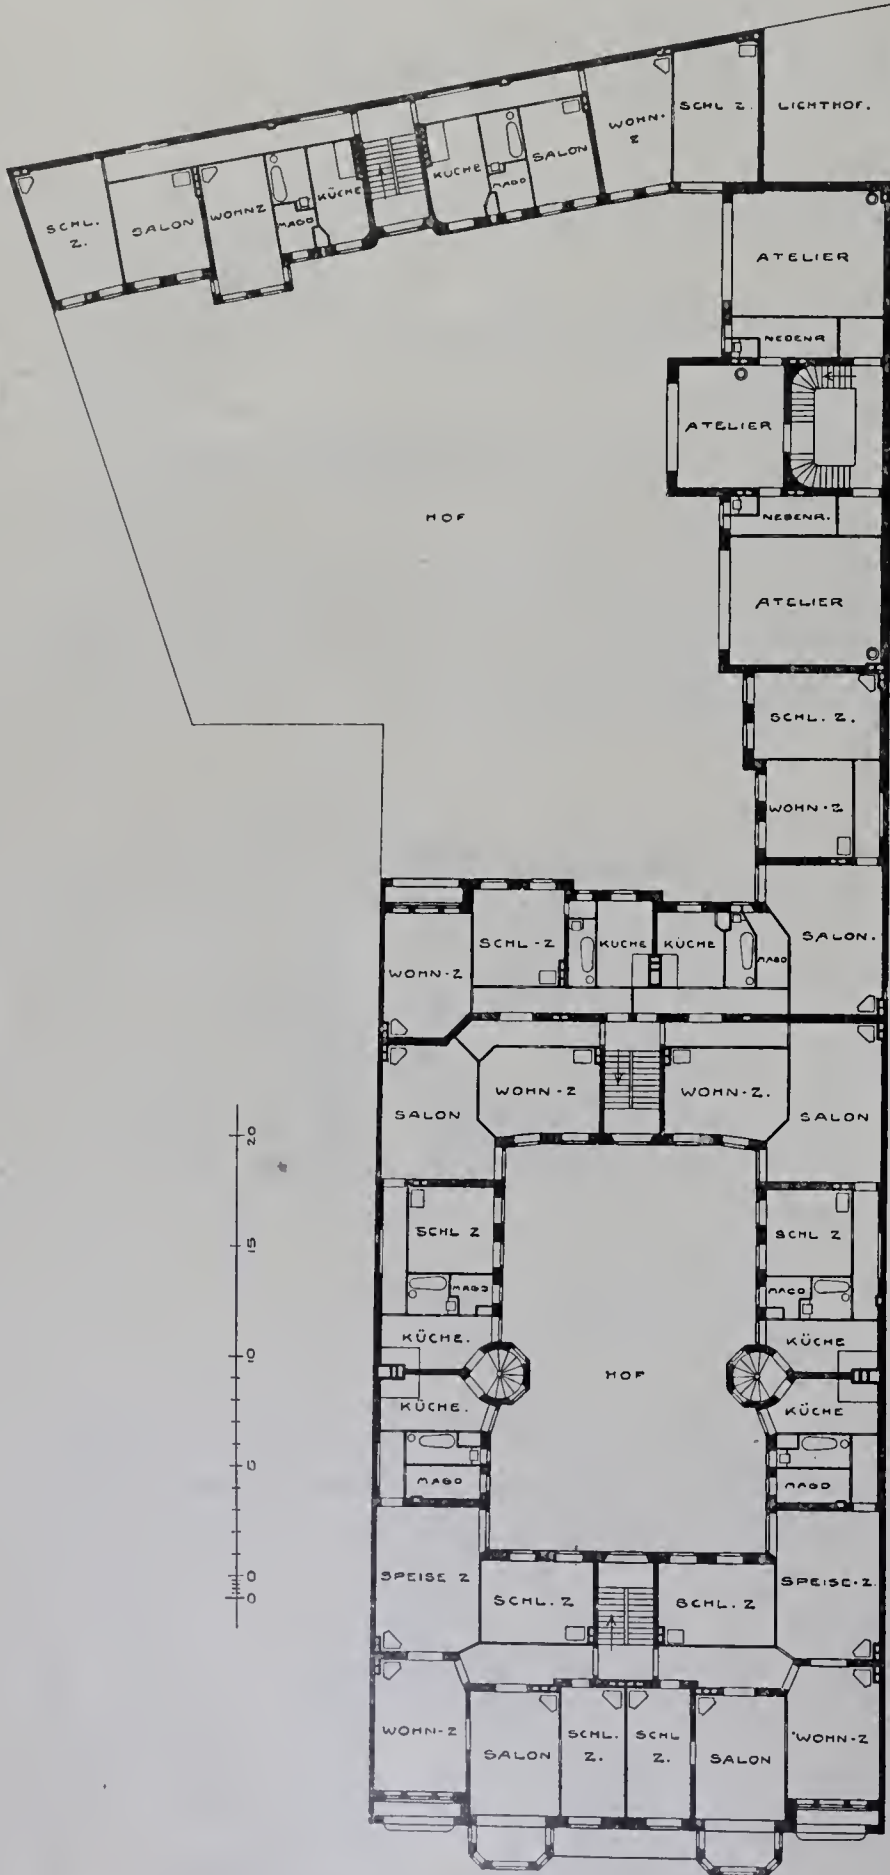 LICHTHOF.
SCHL Z.
WOHN-
Z
SALON
MAGD
KÜCHE
KÜCHE
MAGD
WOHNZ
SALON
SCHL.
Z.
ATELIER
NEBENR
ATELIER
NEBENR.
ATELIER
HOF
SCHL. Z.
WOHN-Z
SALON.
WOHN-Z
SCHL-Z
KÜCHE
KÜCHE
MAGD
SALON
WOHN-Z
WOHN-Z.
SALON
SCHL Z
SCHL Z
MAGD
MAGD
KÜCHE.
KÜCHE
HOF
KÜCHE.
KÜCHE
MAGD
MAGD
SPEISE Z
SCHL. Z
SCHL. Z
SPEISE-Z.
WOHN-Z
SALON
SCHL.
Z.
SCHL
Z.
SALON
WOHN-Z
20
15
10
5
0
0